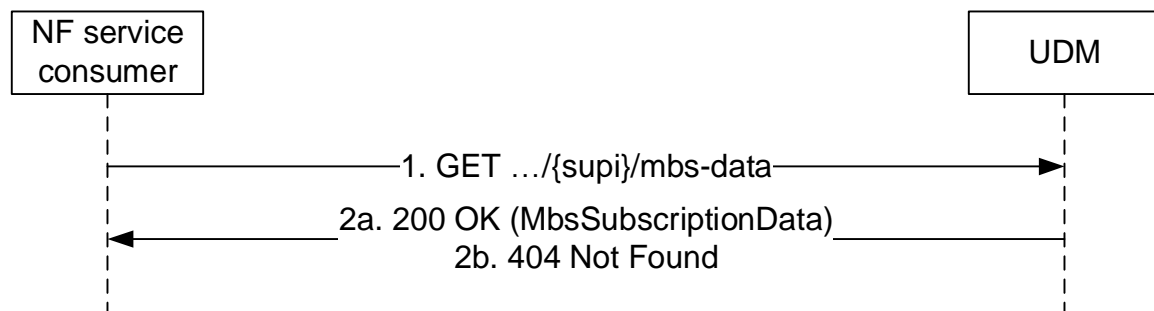 NF service
consumer
UDM
1. GET …/{supi}/mbs-data
2a. 200 OK (MbsSubscriptionData)
2b. 404 Not Found